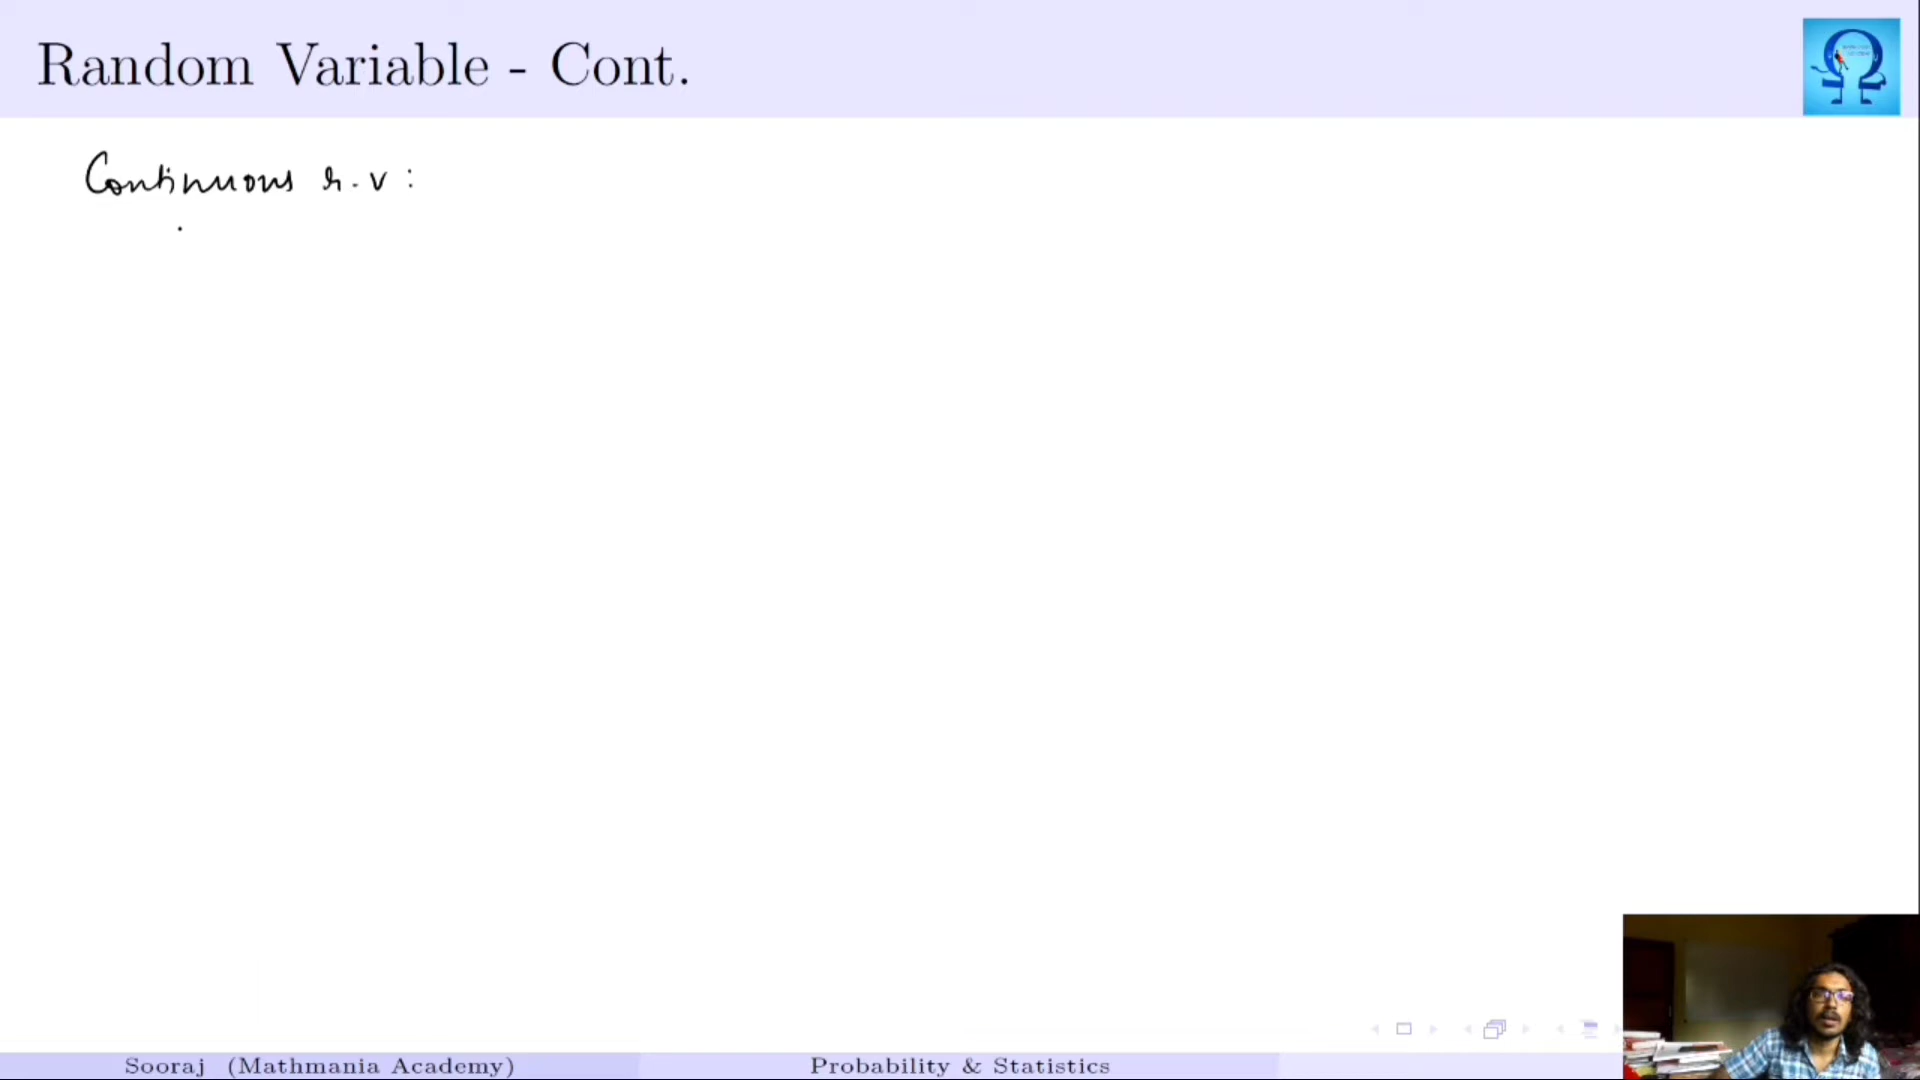 Random Variable - Cont.
Continuous r.v :
Sooraj (Mathmania Academy)
Probability & Statistics